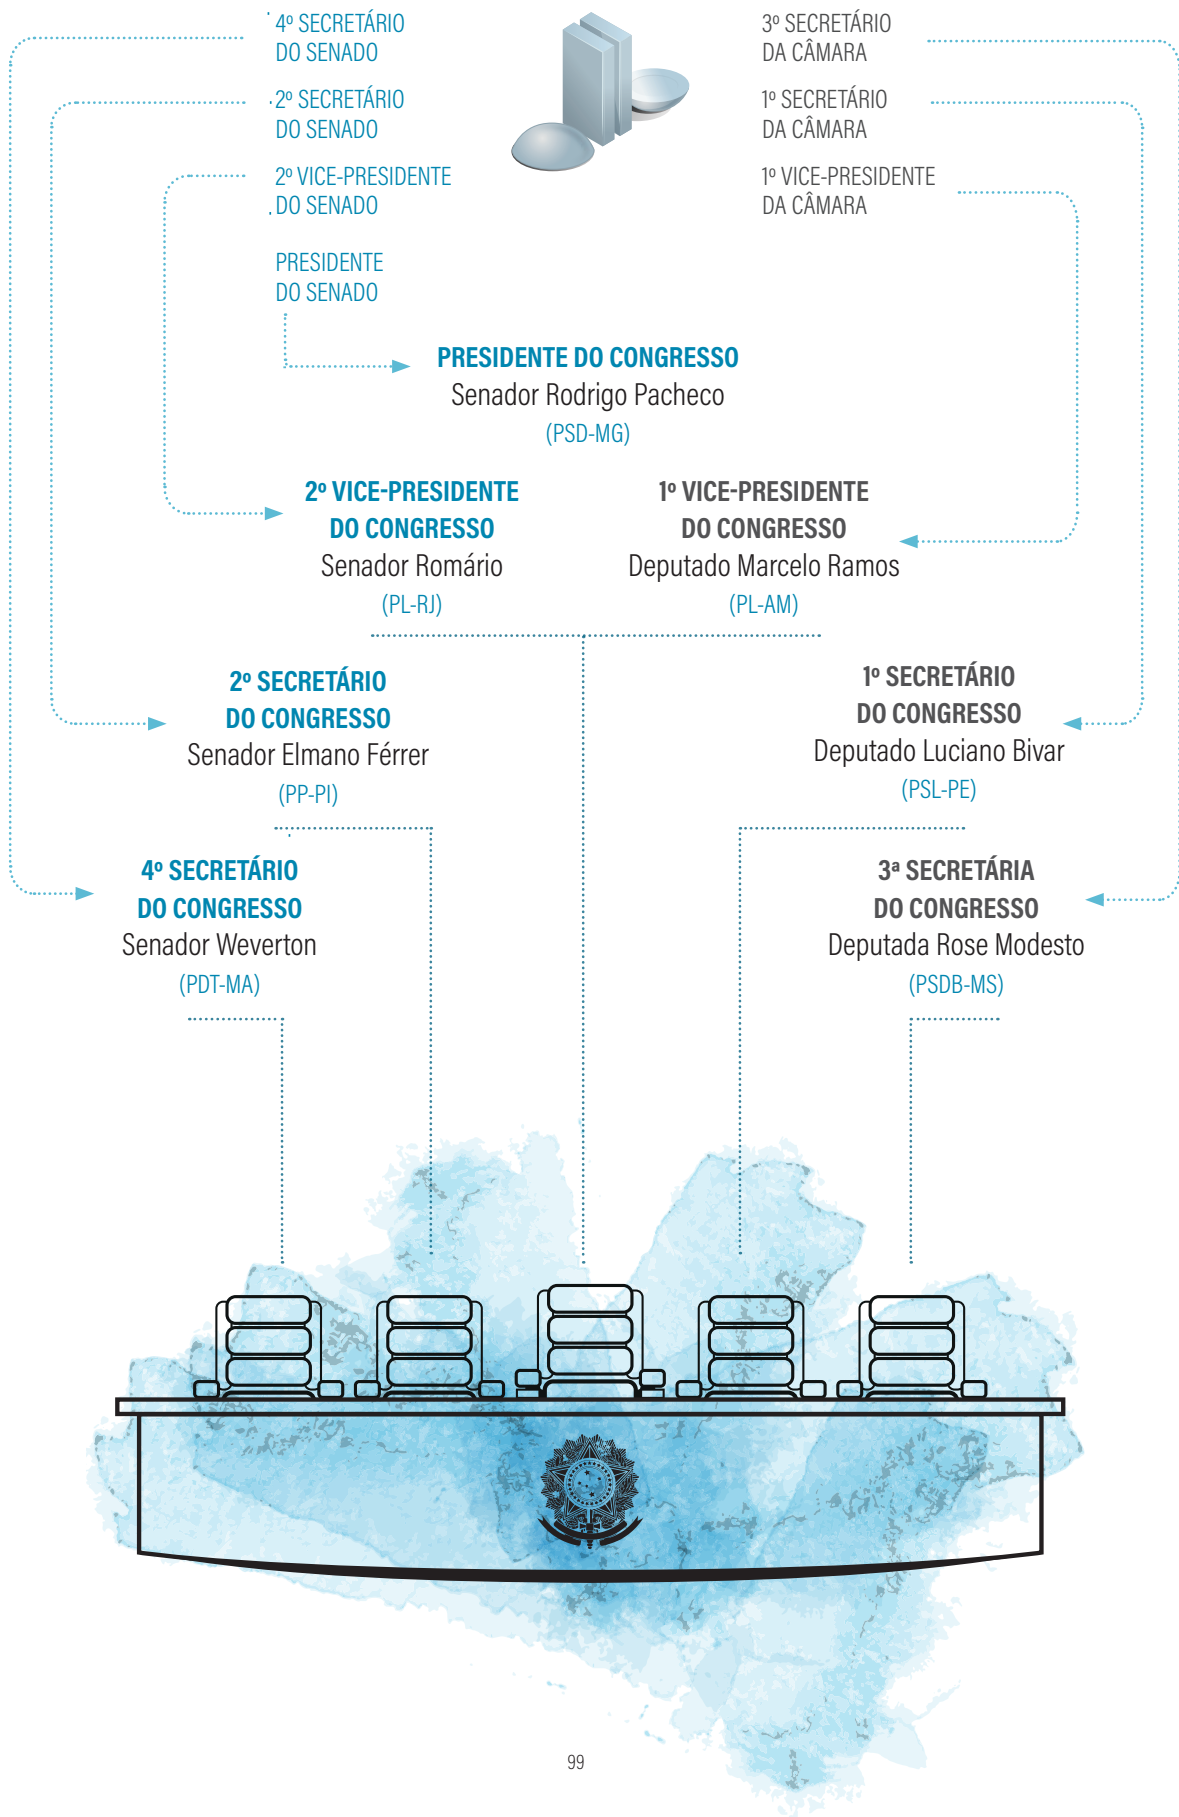 4º SECRETÁRIO
DO SENADO
2º SECRETÁRIO
DO SENADO
2º VICE-PRESIDENTE
DO SENADO
PRESIDENTE
DO SENADO
3º SECRETÁRIO
DA CÂMARA
1º SECRETÁRIO
DA CÂMARA
1º VICE-PRESIDENTE
DA CÂMARA
PRESIDENTE DO CONGRESSO
Senador Rodrigo Pacheco
(PSD-MG)
2º VICE-PRESIDENTE
DO CONGRESSO
Senador Romário
(PL-RJ)
1º VICE-PRESIDENTE
DO CONGRESSO
Deputado Marcelo Ramos
(PL-AM)
2º SECRETÁRIO
DO CONGRESSO
Senador Elmano Férrer
(PP-PI)
1º SECRETÁRIO
DO CONGRESSO
Deputado Luciano Bivar
(PSL-PE)
4º SECRETÁRIO
DO CONGRESSO
Senador Weverton
(PDT-MA)
3ª SECRETÁRIA
DO CONGRESSO
Deputada Rose Modesto
(PSDB-MS)
99